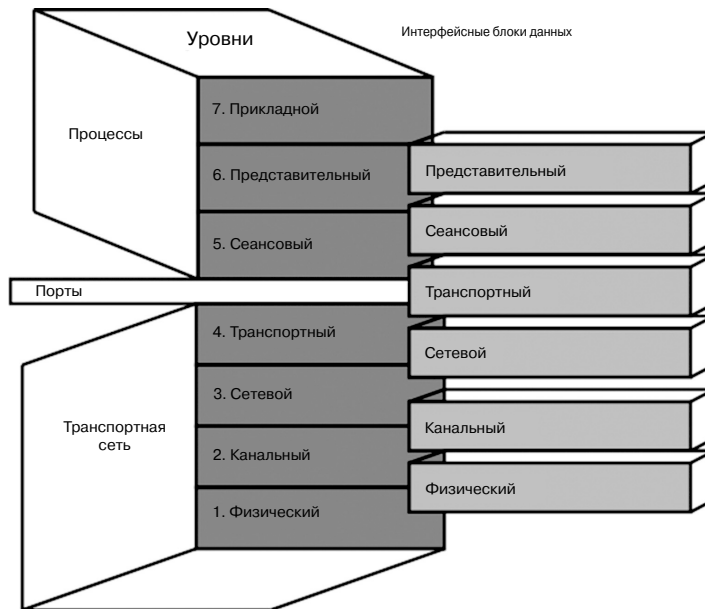 Уровни
Интерфейсные блоки данных
Процессы
7. Прикладной
6. Представительный
5. Сеансовый
Порты
4. Транспортный
3. Сетевой
2. Канальный
1. Физический
Транспортная
сеть
Представительный
Сеансовый
Транспортный
Сетевой
Канальный
Физический